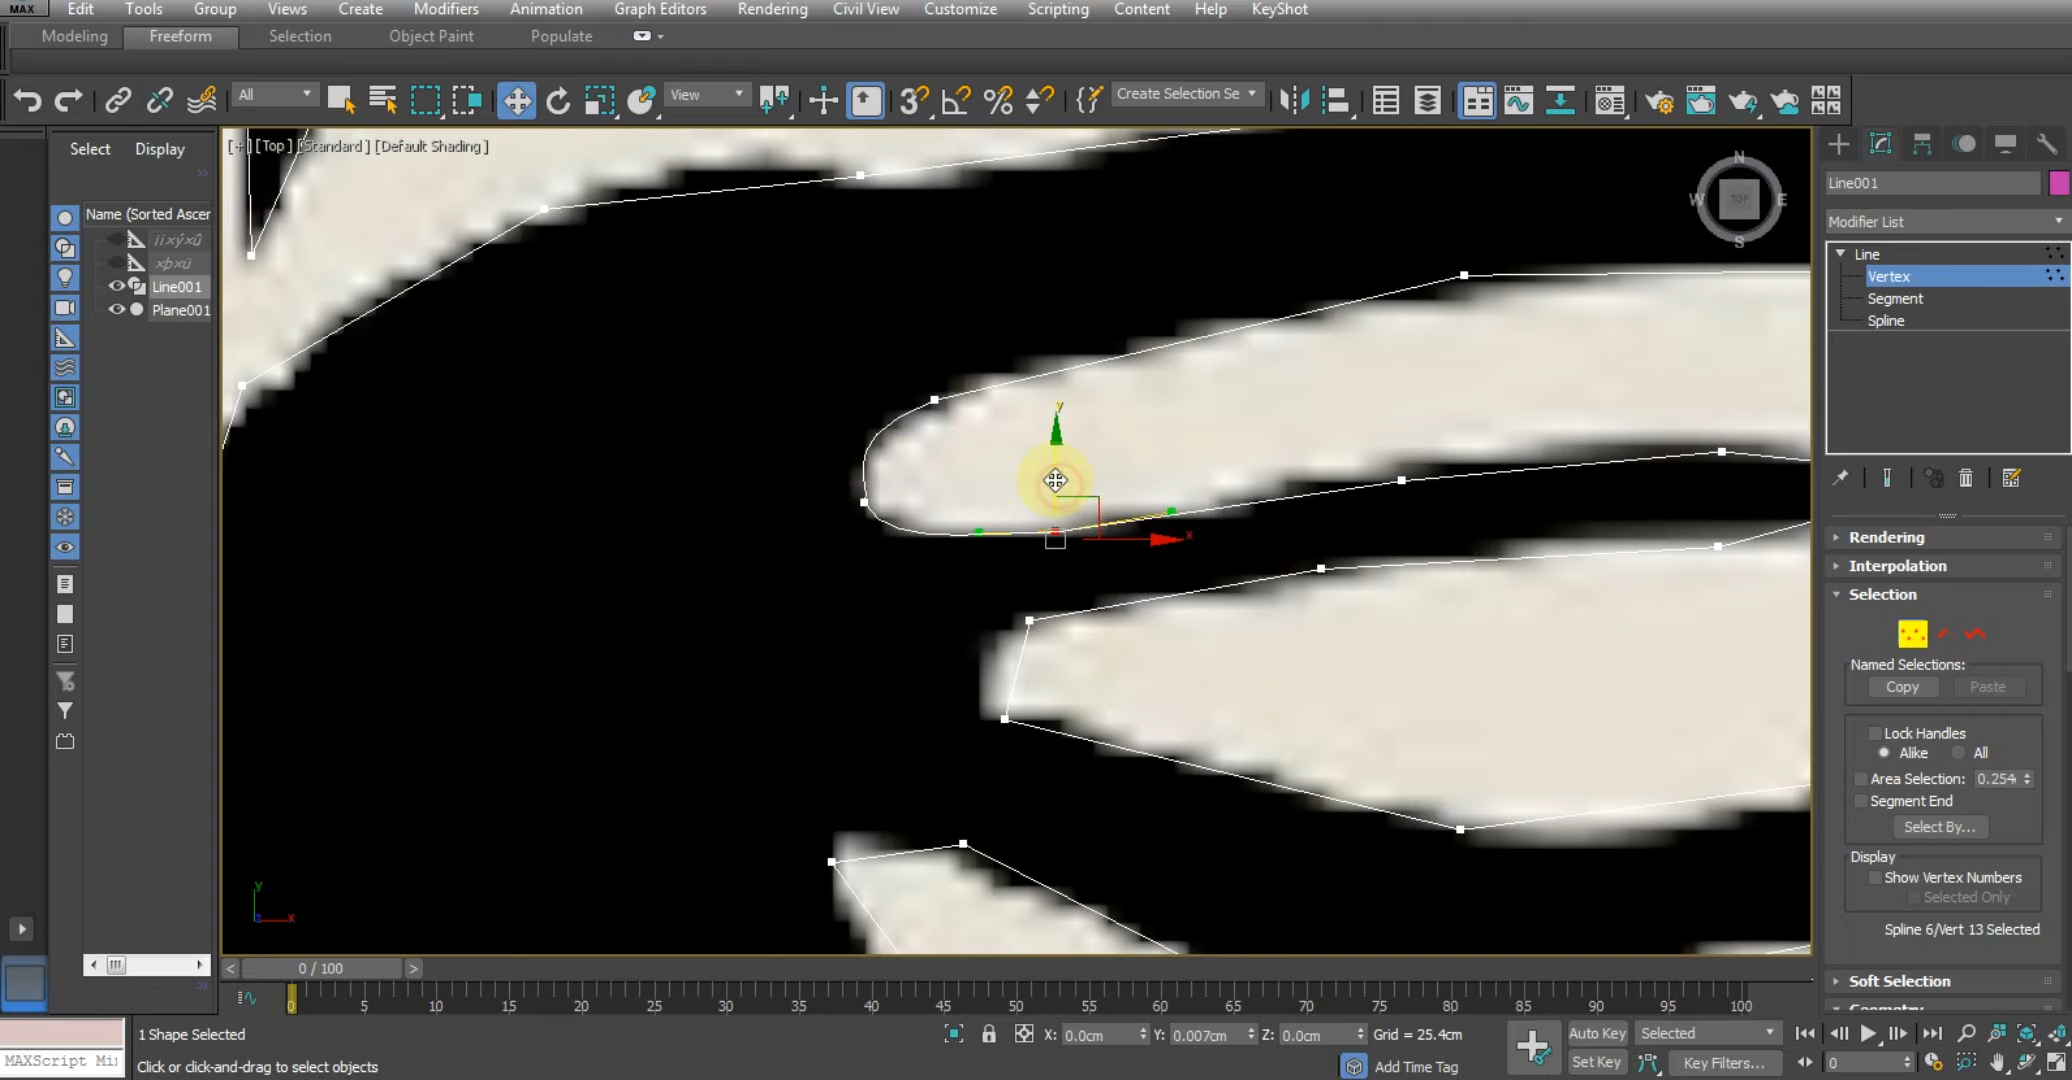 MAX Edit Tools Group Views Create Modifiers Animation Graph Editors Rendering Civil View Customize Scripting Content Help KeyShot
Modeling Freeform Selection Object Paint Populate
All View Create Selection Se
Select Display
[+] [Top] [Standard] [Default Shading]
Name (Sorted Ascer
Line001
Plane001
N
W TOP E
S
y
x
y
z x
Line001
Modifier List
Line
Vertex
Segment
Spline
Rendering
Interpolation
Selection
Named Selections:
Copy Paste
Lock Handles
Alike All
Area Selection: 0.254
Segment End
Select By...
Display
Show Vertex Numbers
Selected Only
Spline 6/Vert 13 Selected
Soft Selection
< 0 / 100 >
0 5 10 15 20 25 30 35 40 45 50 55 60 65 70 75 80 85 90 95 100
1 Shape Selected X: 0.0cm Y: 0.007cm Z: 0.0cm Grid = 25.4cm Auto Key Selected
MAXScript Mi Click or click-and-drag to select objects Add Time Tag Set Key Key Filters... 0